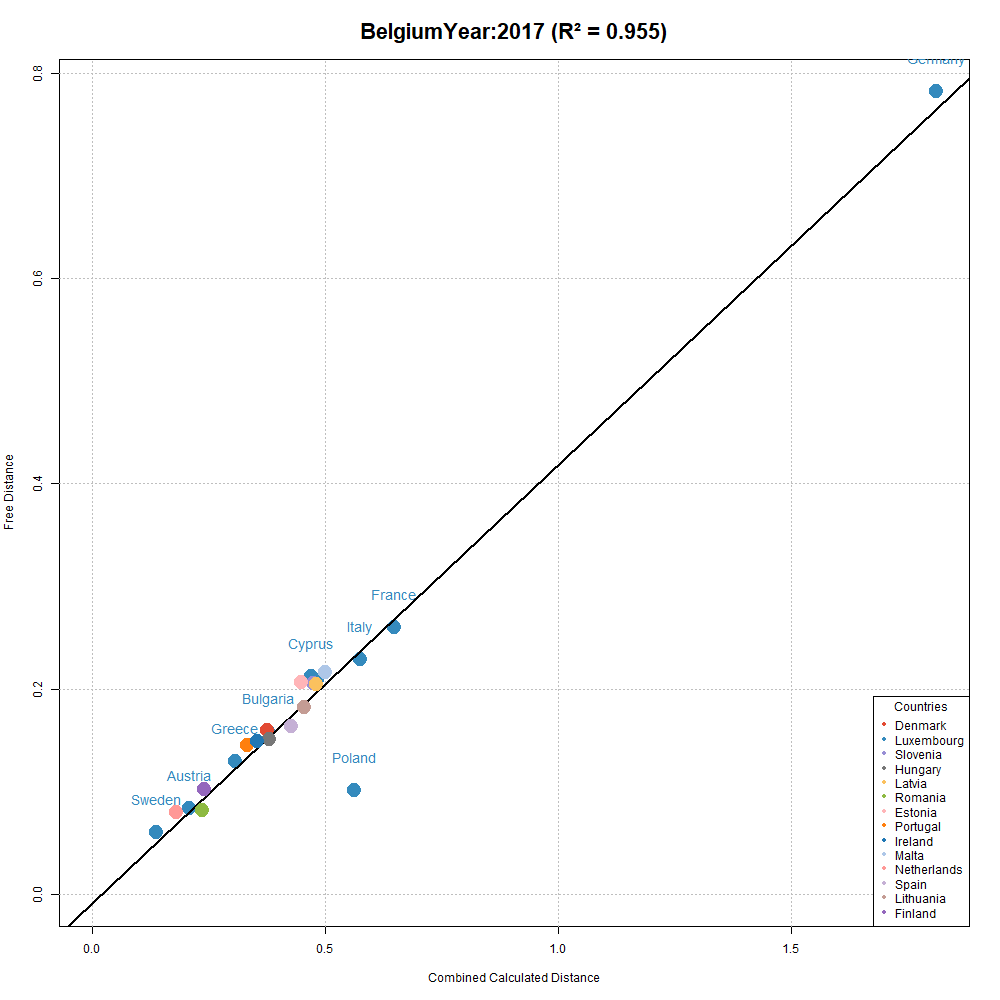 BelgiumYear:2017 (R² = 0.955)
Germany
0.8
0.6
Free Distance
0.4
France
Italy
Cyprus
0.2
Bulgaria
Greece
Poland
Austria
Sweden
0.0
Countries
Denmark
Luxembourg
Slovenia
Hungary
Latvia
Romania
Estonia
Portugal
Ireland
Malta
Netherlands
Spain
Lithuania
Finland
0.0 0.5 1.0 1.5
Combined Calculated Distance